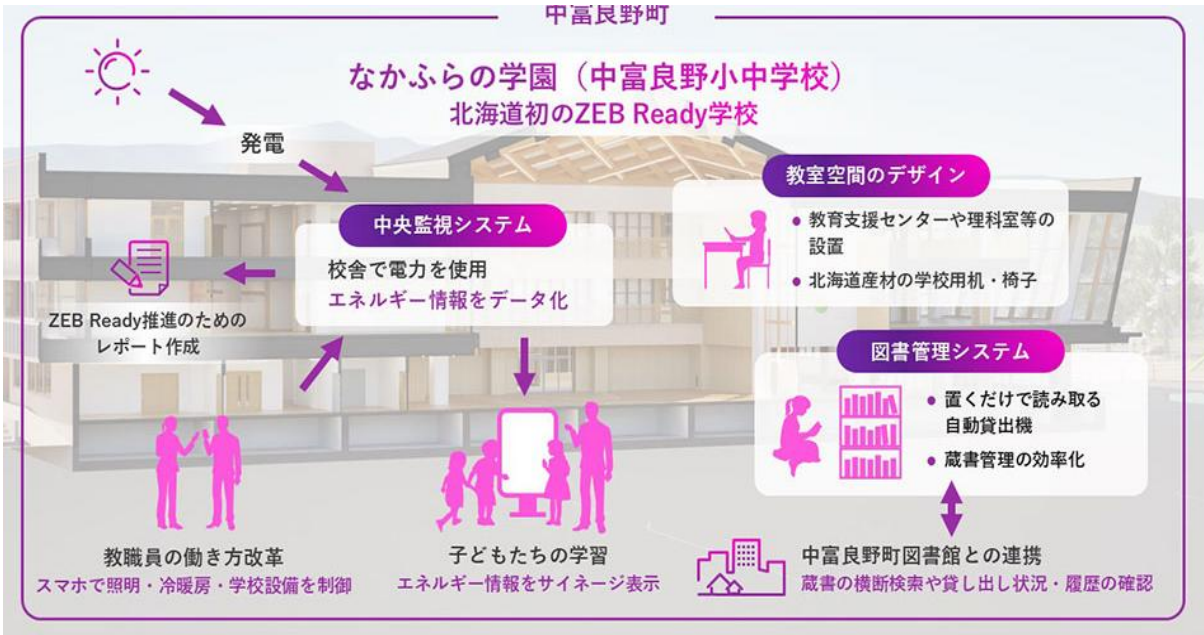 中富良野町
なかふらの学園（中富良野小中学校）
北海道初のZEB Ready学校
発電
中央監視システム
校舎で電力を使用
エネルギー情報をデータ化
ZEB Ready推進のための
レポート作成
教職員の働き方改革
スマホで照明・冷暖房・学校設備を制御
子どもたちの学習
エネルギー情報をサイネージ表示
教室空間のデザイン
教育支援センターや理科室等の
設置
北海道産材の学校用机・椅子
図書管理システム
置くだけで読み取る
自動貸出機
蔵書管理の効率化
中富良野町図書館との連携
蔵書の横断検索や貸し出し状況・履歴の確認